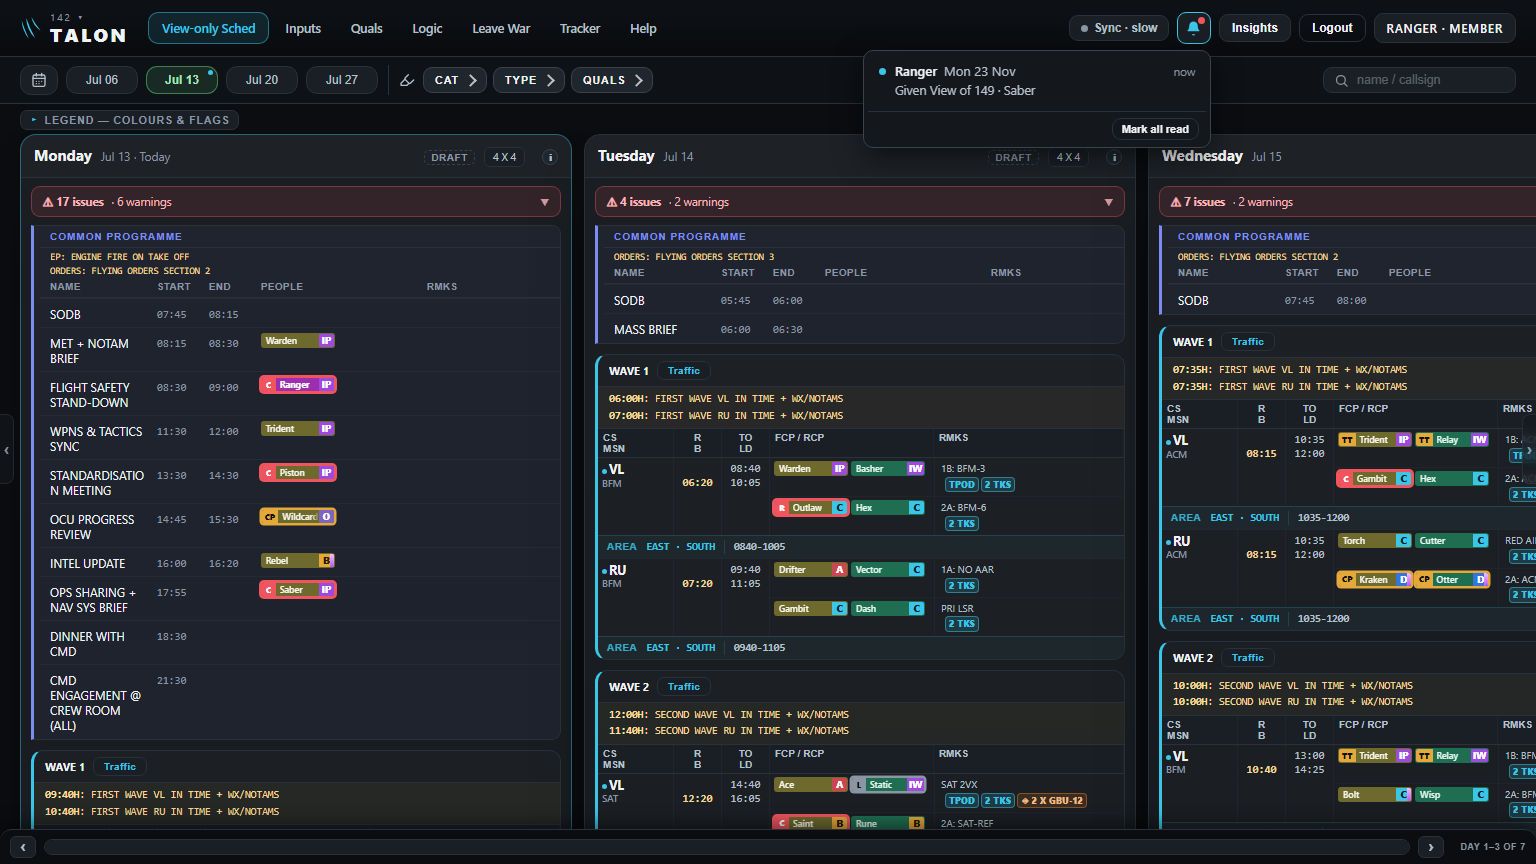 142
TALON
View-only Sched
Inputs
Quals
Logic
Leave War
Tracker
Help
Sync · slow
Insights
Logout
RANGER · MEMBER
Jul 06
Jul 13
Jul 20
Jul 27
CAT
TYPE
QUALS
name / callsign
Ranger Mon 23 Nov now
Given View of 149 · Saber
Mark all read
LEGEND — COLOURS & FLAGS
Monday Jul 13 · Today DRAFT 4 X 4 i
17 issues · 6 warnings
COMMON PROGRAMME
EP: ENGINE FIRE ON TAKE OFF
ORDERS: FLYING ORDERS SECTION 2
NAME START END PEOPLE RMKS
SODB 07:45 08:15
MET + NOTAM 08:15 08:30 Warden IP
BRIEF
FLIGHT SAFETY 08:30 09:00 C Ranger IP
STAND-DOWN
WPNS & TACTICS 11:30 12:00 Trident IP
SYNC
STANDARDISATIO 13:30 14:30 C Piston IP
N MEETING
OCU PROGRESS 14:45 15:30 CP Wildcard O
REVIEW
INTEL UPDATE 16:00 16:20 Rebel B
OPS SHARING + 17:55 C Saber IP
NAV SYS BRIEF
DINNER WITH 18:30
CMD
CMD 21:30
ENGAGEMENT @
CREW ROOM
(ALL)
WAVE 1 Traffic
09:40H: FIRST WAVE VL IN TIME + WX/NOTAMS
10:40H: FIRST WAVE RU IN TIME + WX/NOTAMS
Tuesday Jul 14 DRAFT 4 X 4 i
4 issues · 2 warnings
COMMON PROGRAMME
ORDERS: FLYING ORDERS SECTION 3
NAME START END PEOPLE RMKS
SODB 05:45 06:00
MASS BRIEF 06:00 06:30
WAVE 1 Traffic
06:00H: FIRST WAVE VL IN TIME + WX/NOTAMS
07:00H: FIRST WAVE RU IN TIME + WX/NOTAMS
CS R TO FCP / RCP RMKS
MSN B LD
VL 08:40 Warden IP Basher IW 1B: BFM-3
BFM 06:20 10:05 TPOD 2 TKS
R Outlaw C Hex C 2A: BFM-6
2 TKS
AREA EAST · SOUTH 0840-1005
RU 09:40 Drifter A Vector C 1A: NO AAR
BFM 07:20 11:05 2 TKS
Gambit C Dash C PRI LSR
2 TKS
AREA EAST · SOUTH 0940-1105
WAVE 2 Traffic
12:00H: SECOND WAVE VL IN TIME + WX/NOTAMS
11:40H: SECOND WAVE RU IN TIME + WX/NOTAMS
CS R TO FCP / RCP RMKS
MSN B LD
VL 14:40 Ace A L Static IW SAT 2VX
SAT 12:20 16:05 TPOD 2 TKS 2 X GBU-12
C Saint B Rune B 2A: SAT-REF
Wednesday Jul 15
7 issues · 2 warnings
COMMON PROGRAMME
ORDERS: FLYING ORDERS SECTION 2
NAME START END PEOPLE
SODB 07:45 08:00
WAVE 1 Traffic
07:35H: FIRST WAVE VL IN TIME + WX/NOTAMS
07:35H: FIRST WAVE RU IN TIME + WX/NOTAMS
CS R TO FCP / RCP RMKS
MSN B LD
VL 10:35 TT Trident IP TT Relay IW 1B:
ACM 08:15 12:00
C Gambit C Hex C 2A:
2 TKS
AREA EAST · SOUTH 1035-1200
RU 10:35 Torch C Cutter C RED
ACM 08:15 12:00 2 TKS
CP Kraken D CP Otter D 2A:
2 TKS
AREA EAST · SOUTH 1035-1200
WAVE 2 Traffic
10:00H: SECOND WAVE VL IN TIME + WX/NOTAMS
10:00H: SECOND WAVE RU IN TIME + WX/NOTAMS
CS R TO FCP / RCP RMKS
MSN B LD
VL 13:00 TT Trident IP TT Relay IW 1B:
BFM 10:40 14:25 2 TKS
Bolt C Wisp C 2A:
2 TKS
DAY 1–3 OF 7